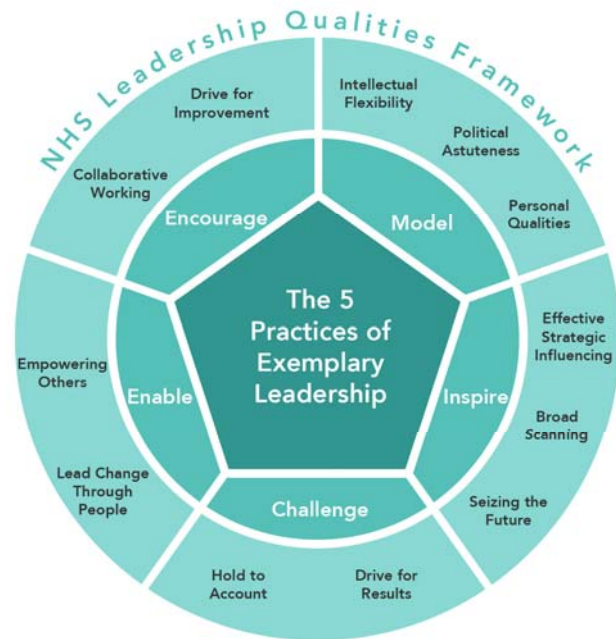 NHS Leadership Qualities Framework
Drive for
Improvement
Collaborative
Working
Intellectual
Flexibility
Political
Astuteness
Personal
Qualities
Encourage
Model
The 5
Practices of
Exemplary
Leadership
Effective
Strategic
Influencing
Empowering
Others
Enable
Inspire
Broad
Scanning
Lead Change
Through
People
Seizing the
Future
Challenge
Hold to
Account
Drive for
Results